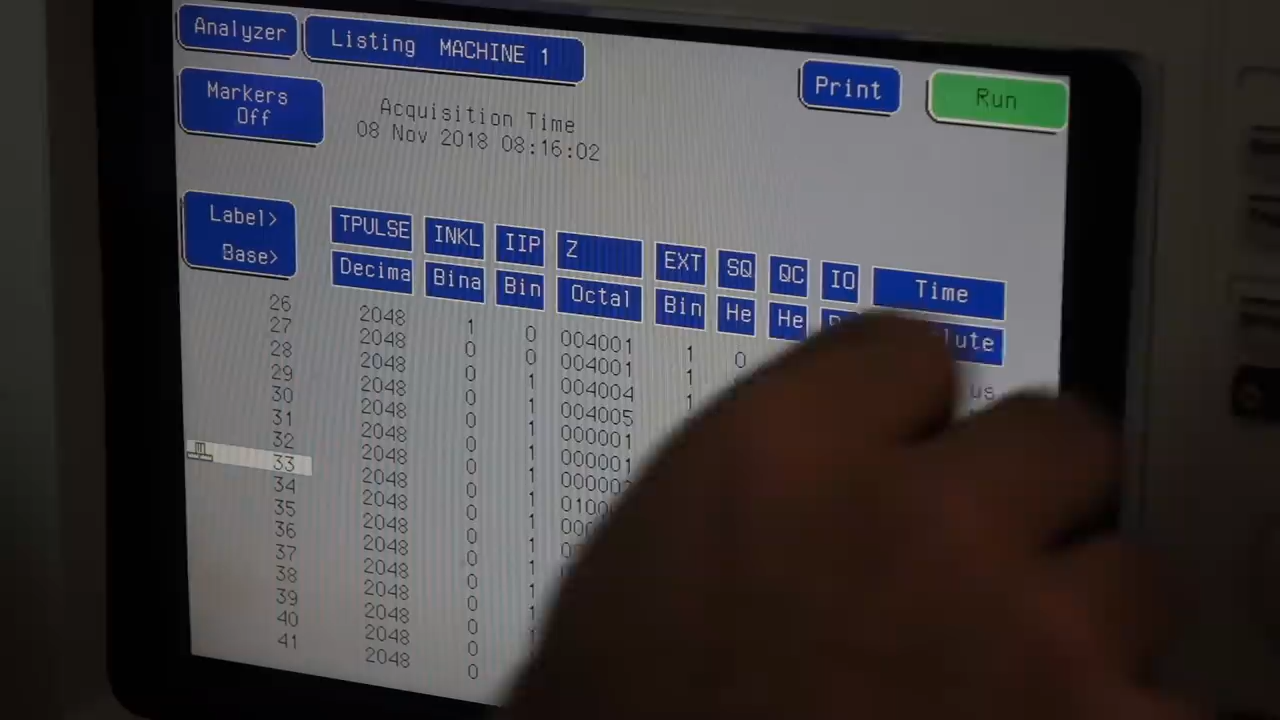 Analyzer Listing MACHINE 1 Print Run
Markers Off
Acquisition Time
08 Nov 2018 08:16:02
Label> TPULSE INKL IIP Z EXT SQ QC IO Time
Base> Decima Bina Bin Octal Bin He He
26 2048 1 0 004001 1 0 us
27 2048 0 0 004001 1
28 2048 0 1 004004 1
29 2048 0 1 004005
30 2048 0 1 000001
31 2048 0 1 000001
32 2048 0 1
33 2048 0 1
34 2048 0 1
35 2048 0 1
36 2048 0 1
37 2048 0 1
38 2048 0 1
39 2048 0 1
40 2048 0
41 2048 0